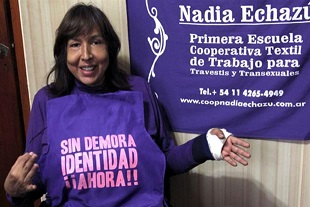 Nadia Echazú
Primera Escuela
Cooperativa Textil
de Trabajo para
Travestis y Transexuales
Tel.: + 54 11 4265-4949
www.coopnadiaechazu.com.ar
SIN DEMORA
IDENTIDAD
¡¡AHORA!!